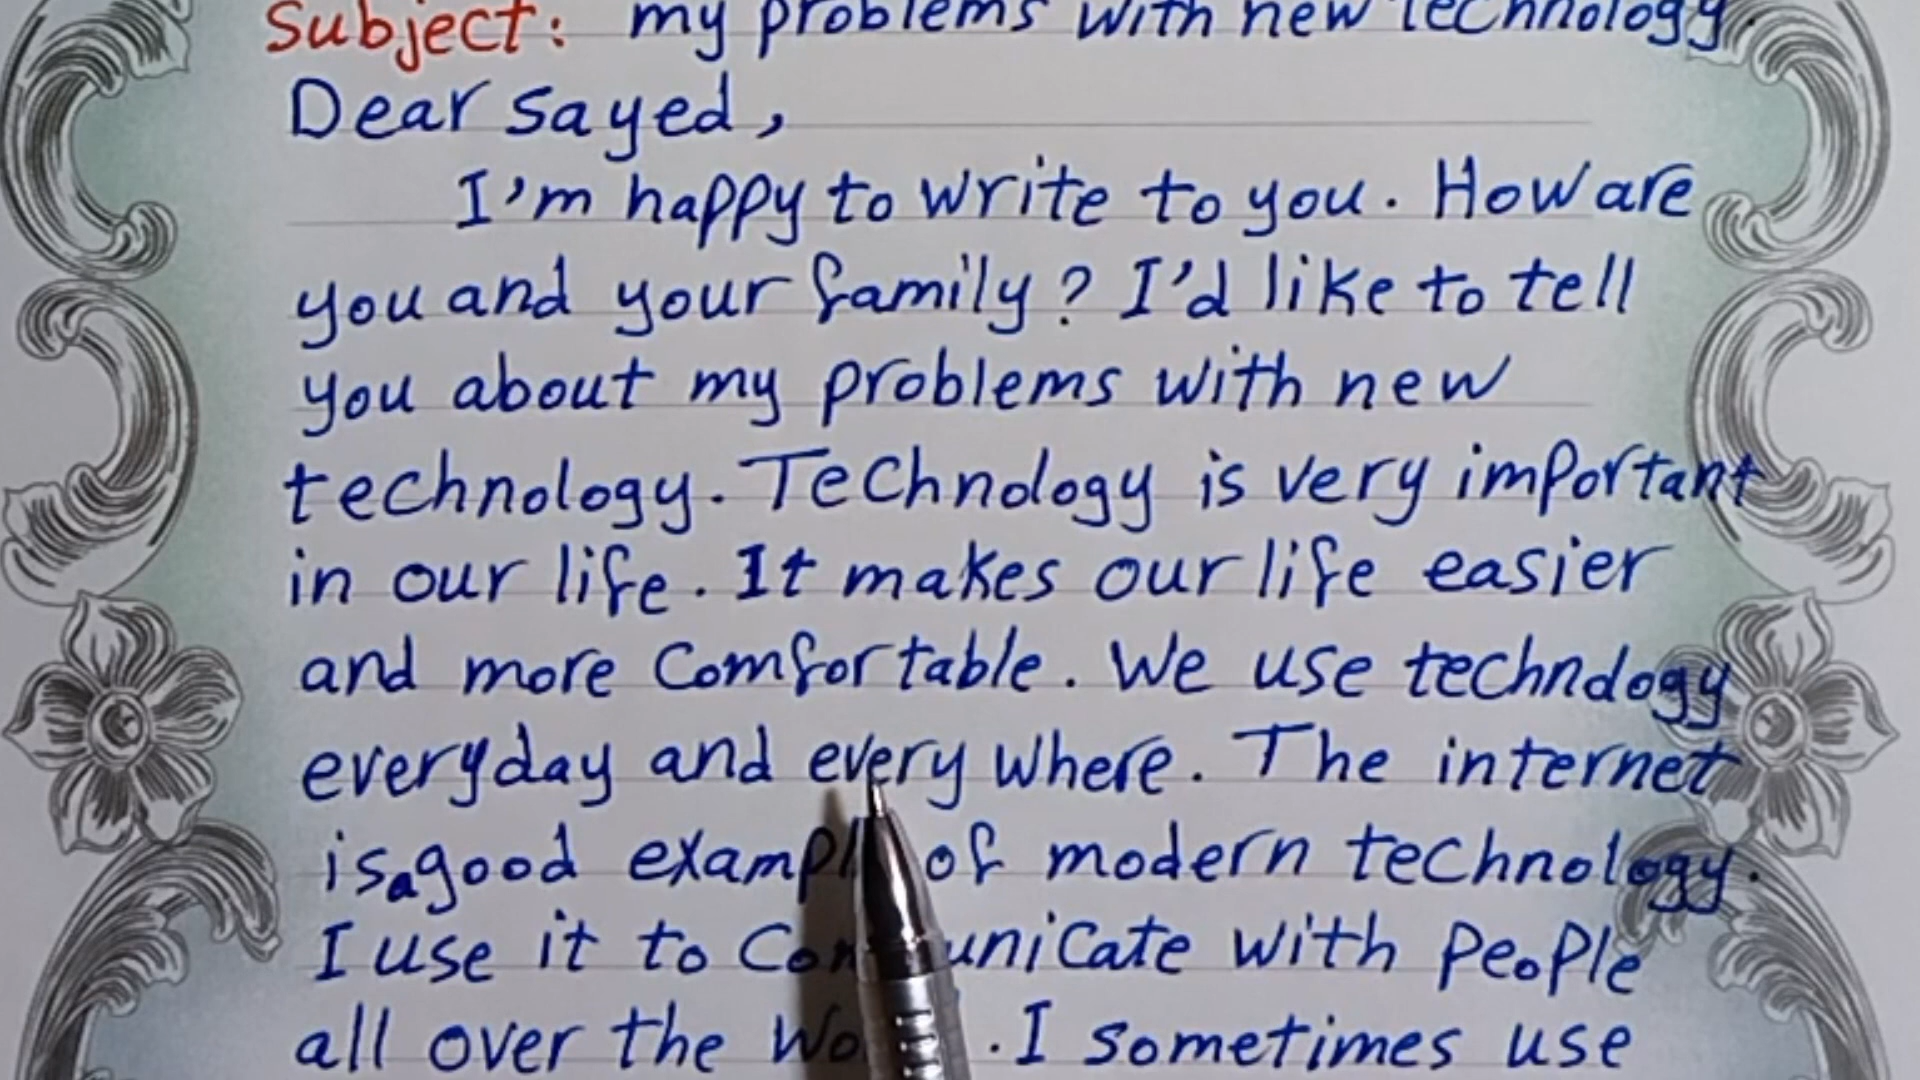 Subject: my problems with new technology.
Dear Sayed,
I'm happy to write to you. How are
you and your family? I'd like to tell
you about my problems with new
technology. Technology is very important
in our life. It makes our life easier
and more comfortable. We use technology
everyday and every where. The internet
is a good example of modern technology.
I use it to communicate with people
all over the . I sometimes use